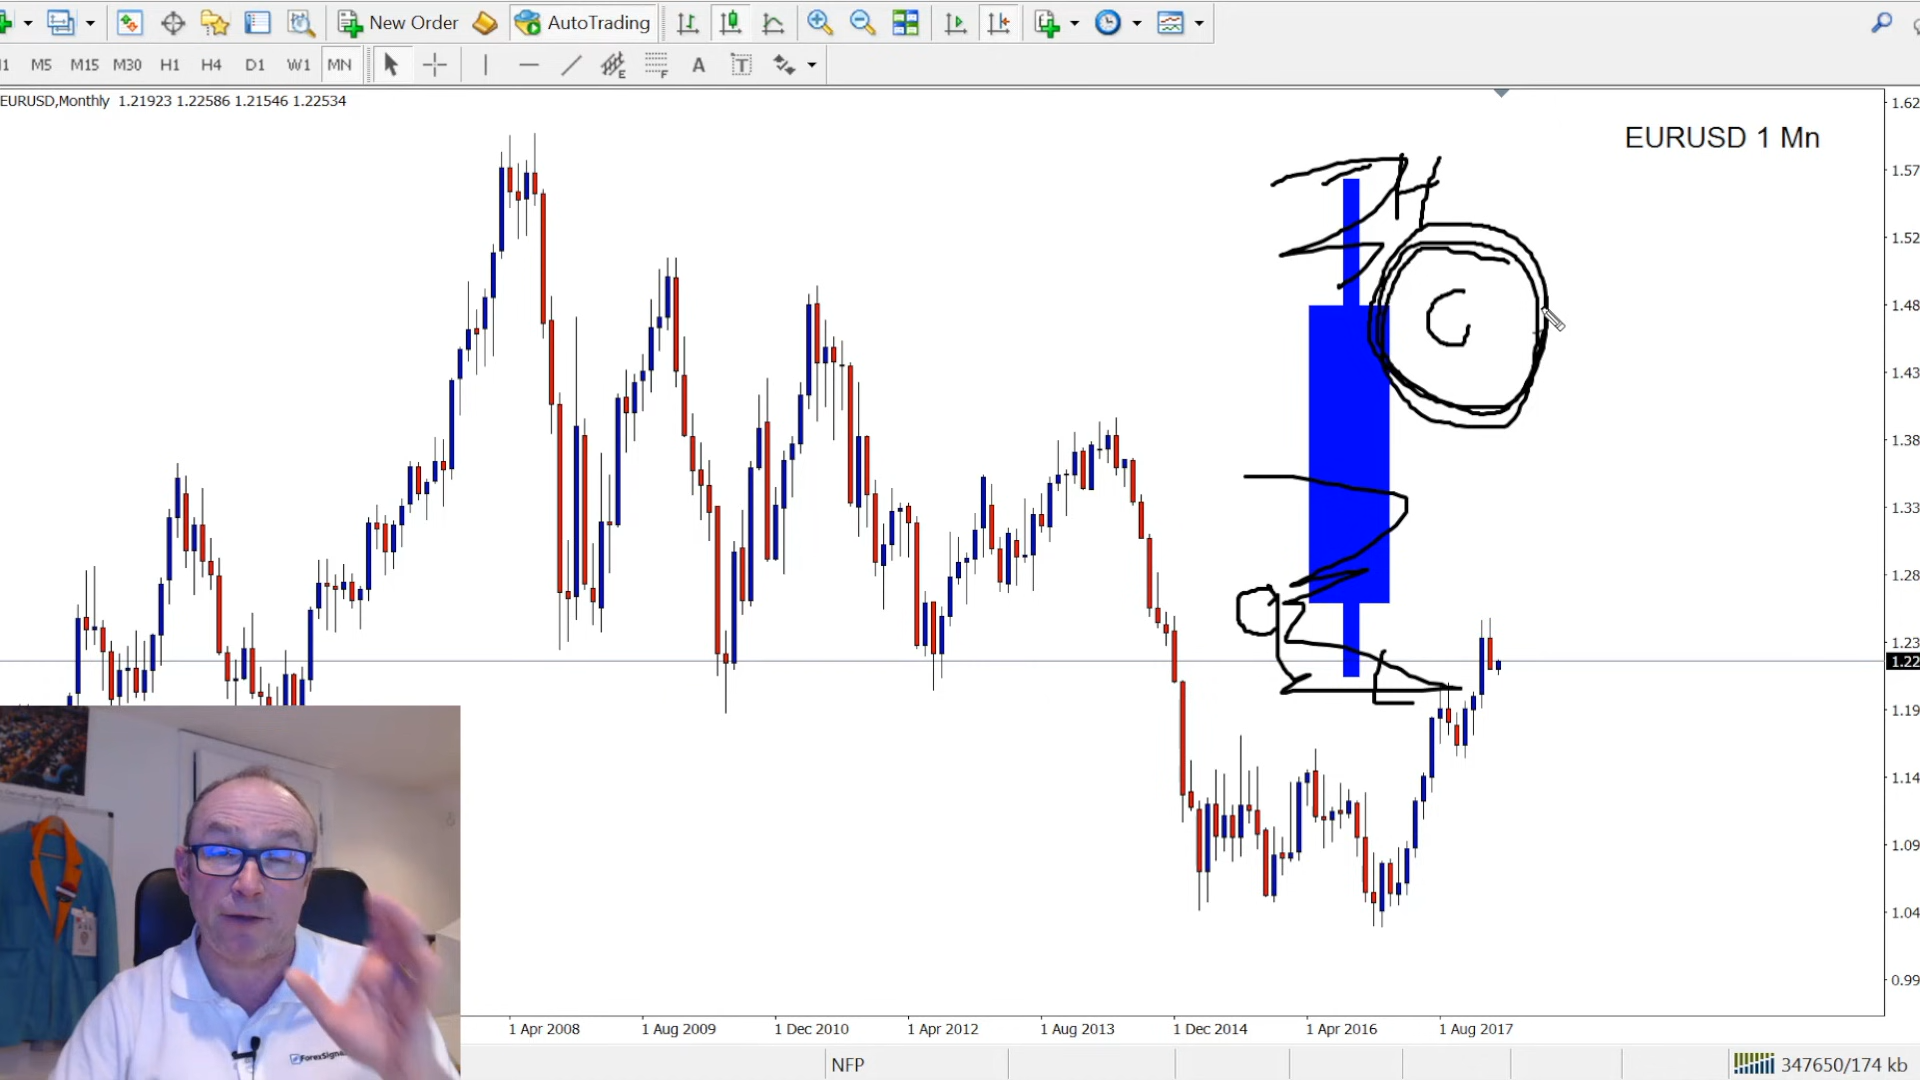 New Order AutoTrading
M5 M15 M30 H1 H4 D1 W1 MN E F A T
EURUSD,Monthly 1.21923 1.22586 1.21546 1.22534
EURUSD 1 Mn
1.62
1.57
1.52
1.48
1.43
1.38
1.33
1.28
1.23
1.22
1.19
1.14
1.09
1.04
0.99
H
C
O
L
1 Apr 2008 1 Aug 2009 1 Dec 2010 1 Apr 2012 1 Aug 2013 1 Dec 2014 1 Apr 2016 1 Aug 2017
NFP
347650/174 kb